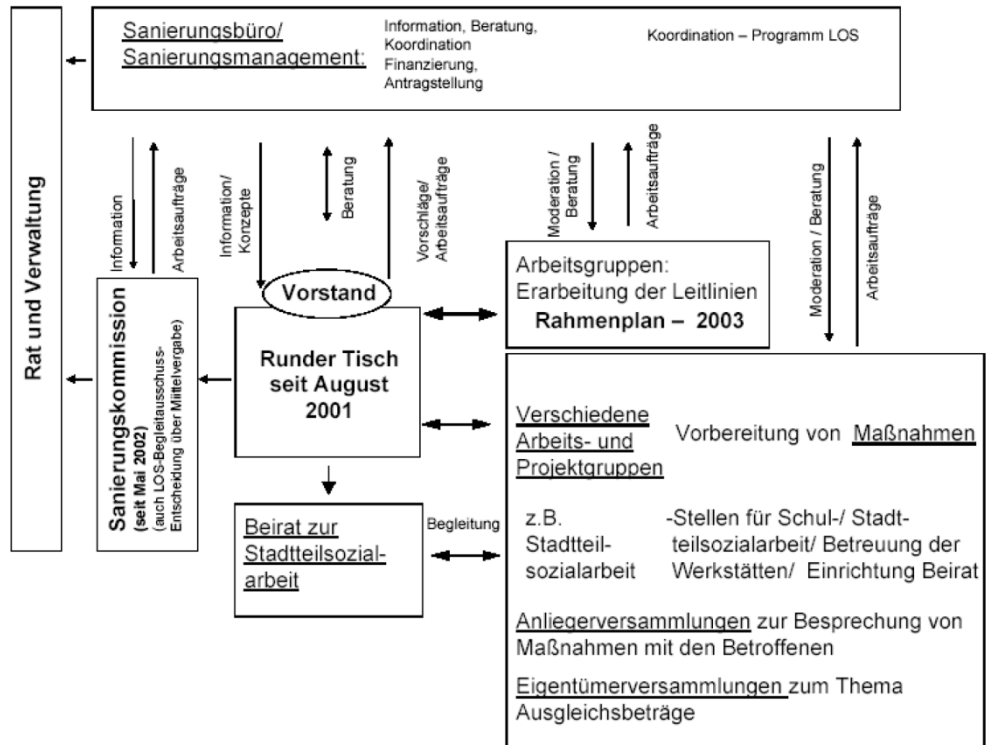 Sanierungsbüro/
Sanierungsmanagement:
Information, Beratung,
Koordination
Finanzierung,
Antragstellung
Koordination – Programm LOS
Rat und Verwaltung
Information
Arbeitsaufträge
Information/
Konzepte
Beratung
Vorschläge/
Arbeitsaufträge
Moderation /
Beratung
Arbeitsaufträge
Moderation / Beratung
Arbeitsaufträge
Sanierungskommission
(seit Mai 2002)
(auch LOS-Begleitausschuss-
Entscheidung über Mittelvergabe)
Vorstand
Runder Tisch
seit August
2001
Arbeitsgruppen:
Erarbeitung der Leitlinien
Rahmenplan – 2003
Beirat zur
Stadtteilsozial-
arbeit
Begleitung
Verschiedene
Arbeits- und
Projektgruppen
Vorbereitung von Maßnahmen
z.B.
Stadtteil-
sozialarbeit
-Stellen für Schul-/ Stadt-
teilsozialarbeit/ Betreuung der
Werkstätten/ Einrichtung Beirat
Anliegerversammlungen zur Besprechung von
Maßnahmen mit den Betroffenen
Eigentümerversammlungen zum Thema
Ausgleichsbeträge